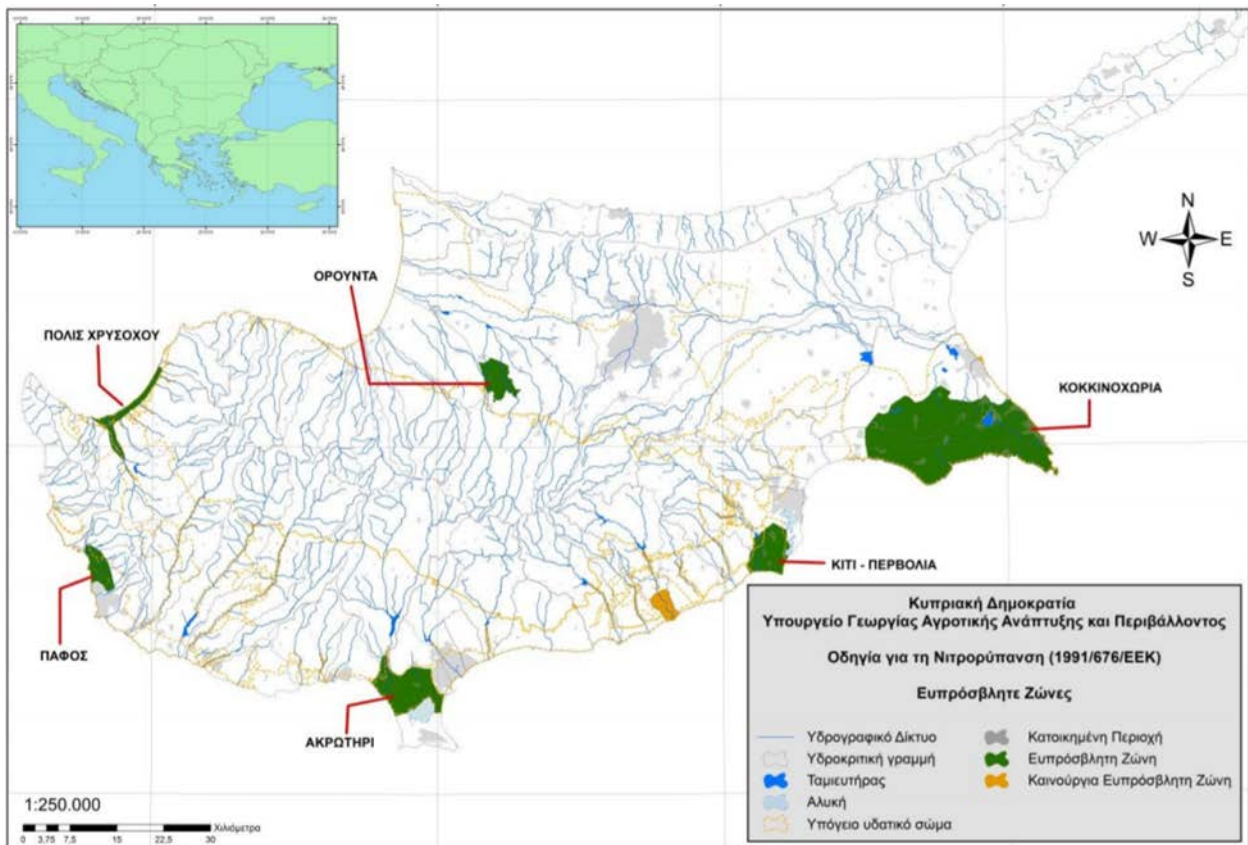 N
W E
S
ΟΡΟΥΝΤΑ
ΠΟΛΙΣ ΧΡΥΣΟΧΟΥ
ΚΟΚΚΙΝΟΧΩΡΙΑ
ΚΙΤΙ - ΠΕΡΒΟΛΙΑ
ΠΑΦΟΣ
ΑΚΡΩΤΗΡΙ
Κυπριακή Δημοκρατία
Υπουργείο Γεωργίας Αγροτικής Ανάπτυξης και Περιβάλλοντος
Οδηγία για τη Νιτρορύπανση (1991/676/ΕΕΚ)
Ευπρόσβλητε Ζώνες
Υδρογραφικό Δίκτυο
Υδροκριτική γραμμή
Ταμιευτήρας
Αλυκή
Υπόγειο υδατικό σώμα
Κατοικημένη Περιοχή
Ευπρόσβλητη Ζώνη
Καινούργια Ευπρόσβλητη Ζώνη
1:250.000
Χιλιόμετρα
0 3,75 7,5 15 22,5 30